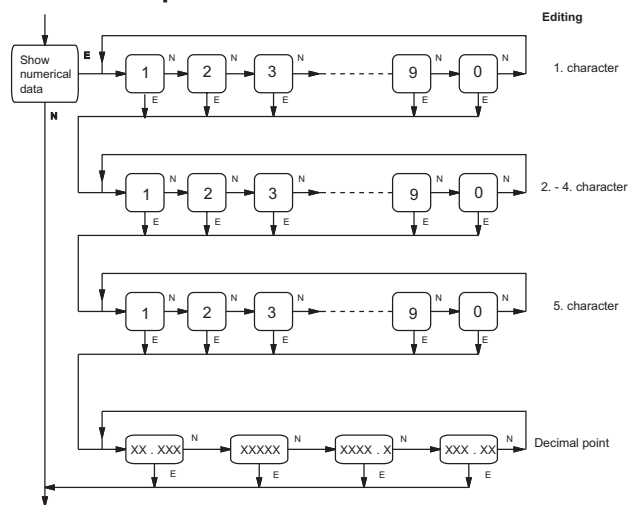 Editing
Show
numerical
data
E
N
1 N 2 N 3 N 9 N 0 N
E E E E E
1. character
1 N 2 N 3 N 9 N 0 N
E E E E E
2. - 4. character
1 N 2 N 3 N 9 N 0 N
E E E E E
5. character
XX . XXX N XXXXX N XXXX . X N XXX . XX N
E E E E
Decimal point